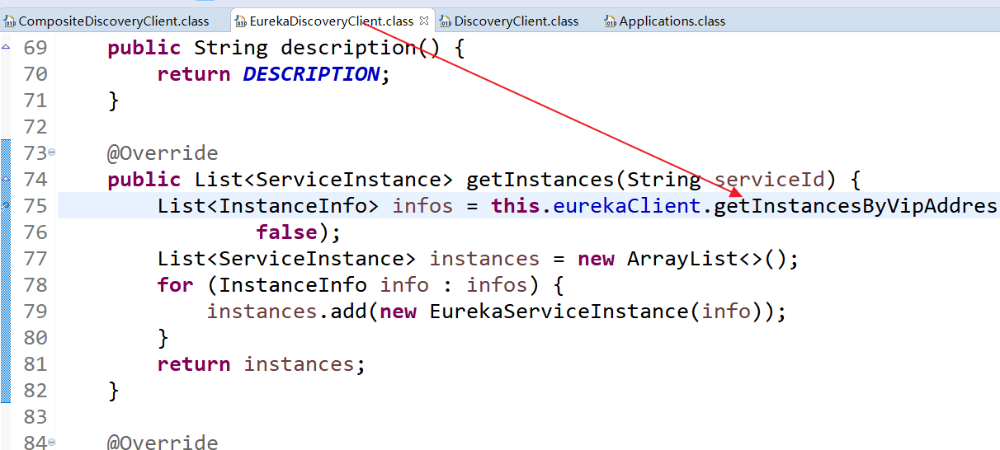 CompositeDiscoveryClient.class EurekaDiscoveryClient.class DiscoveryClient.class Applications.class
69 public String description() {
70 return DESCRIPTION;
71 }
72
73 @Override
74 public List<ServiceInstance> getInstances(String serviceId) {
75 List<InstanceInfo> infos = this.eurekaClient.getInstancesByVipAddres
76 false);
77 List<ServiceInstance> instances = new ArrayList<>();
78 for (InstanceInfo info : infos) {
79 instances.add(new EurekaServiceInstance(info));
80 }
81 return instances;
82 }
83
84 @Override